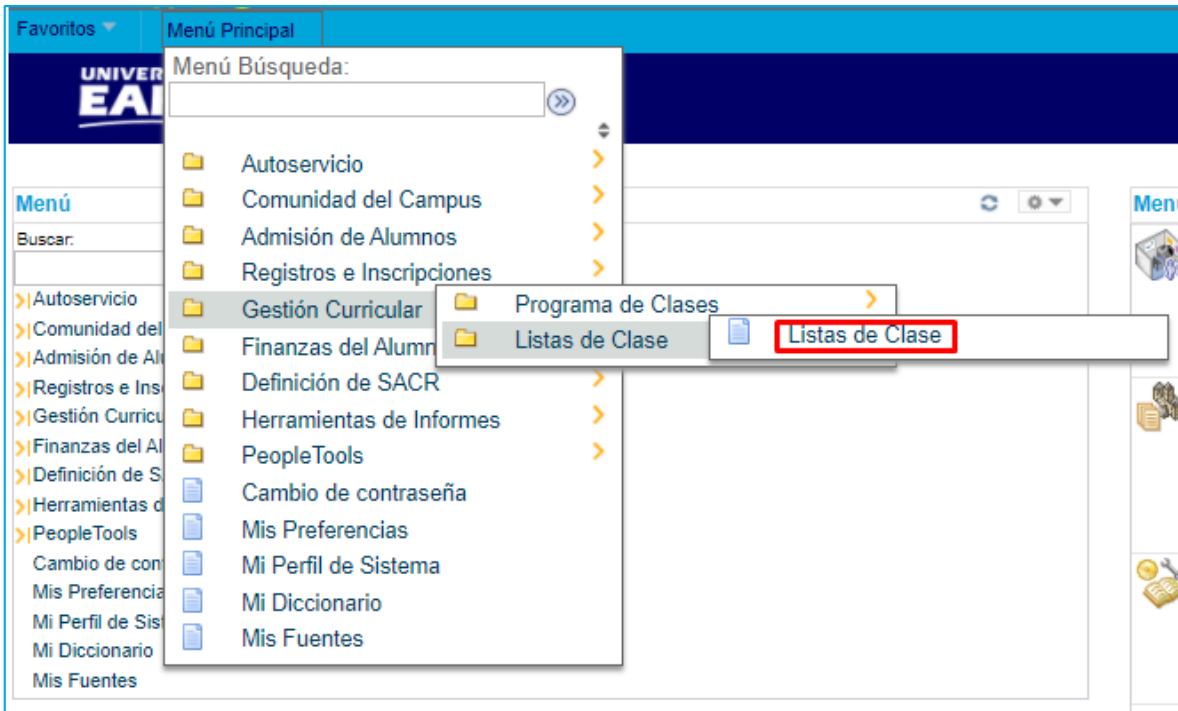 Favoritos
Menú Principal
UNIVER
EA
Menú Búsqueda:
Autoservicio
Comunidad del Campus
Admisión de Alumnos
Registros e Inscripciones
Gestión Curricular
Finanzas del Alumn
Definición de SACR
Herramientas de Informes
PeopleTools
Cambio de contraseña
Mis Preferencias
Mi Perfil de Sistema
Mi Diccionario
Mis Fuentes
Programa de Clases
Listas de Clase
Listas de Clase
Menú
Buscar:
Autoservicio
Comunidad del
Admisión de Al
Registros e Ins
Gestión Curricu
Finanzas del Al
Definición de S
Herramientas d
PeopleTools
Cambio de con
Mis Preferencia
Mi Perfil de Sis
Mi Diccionario
Mis Fuentes
Men